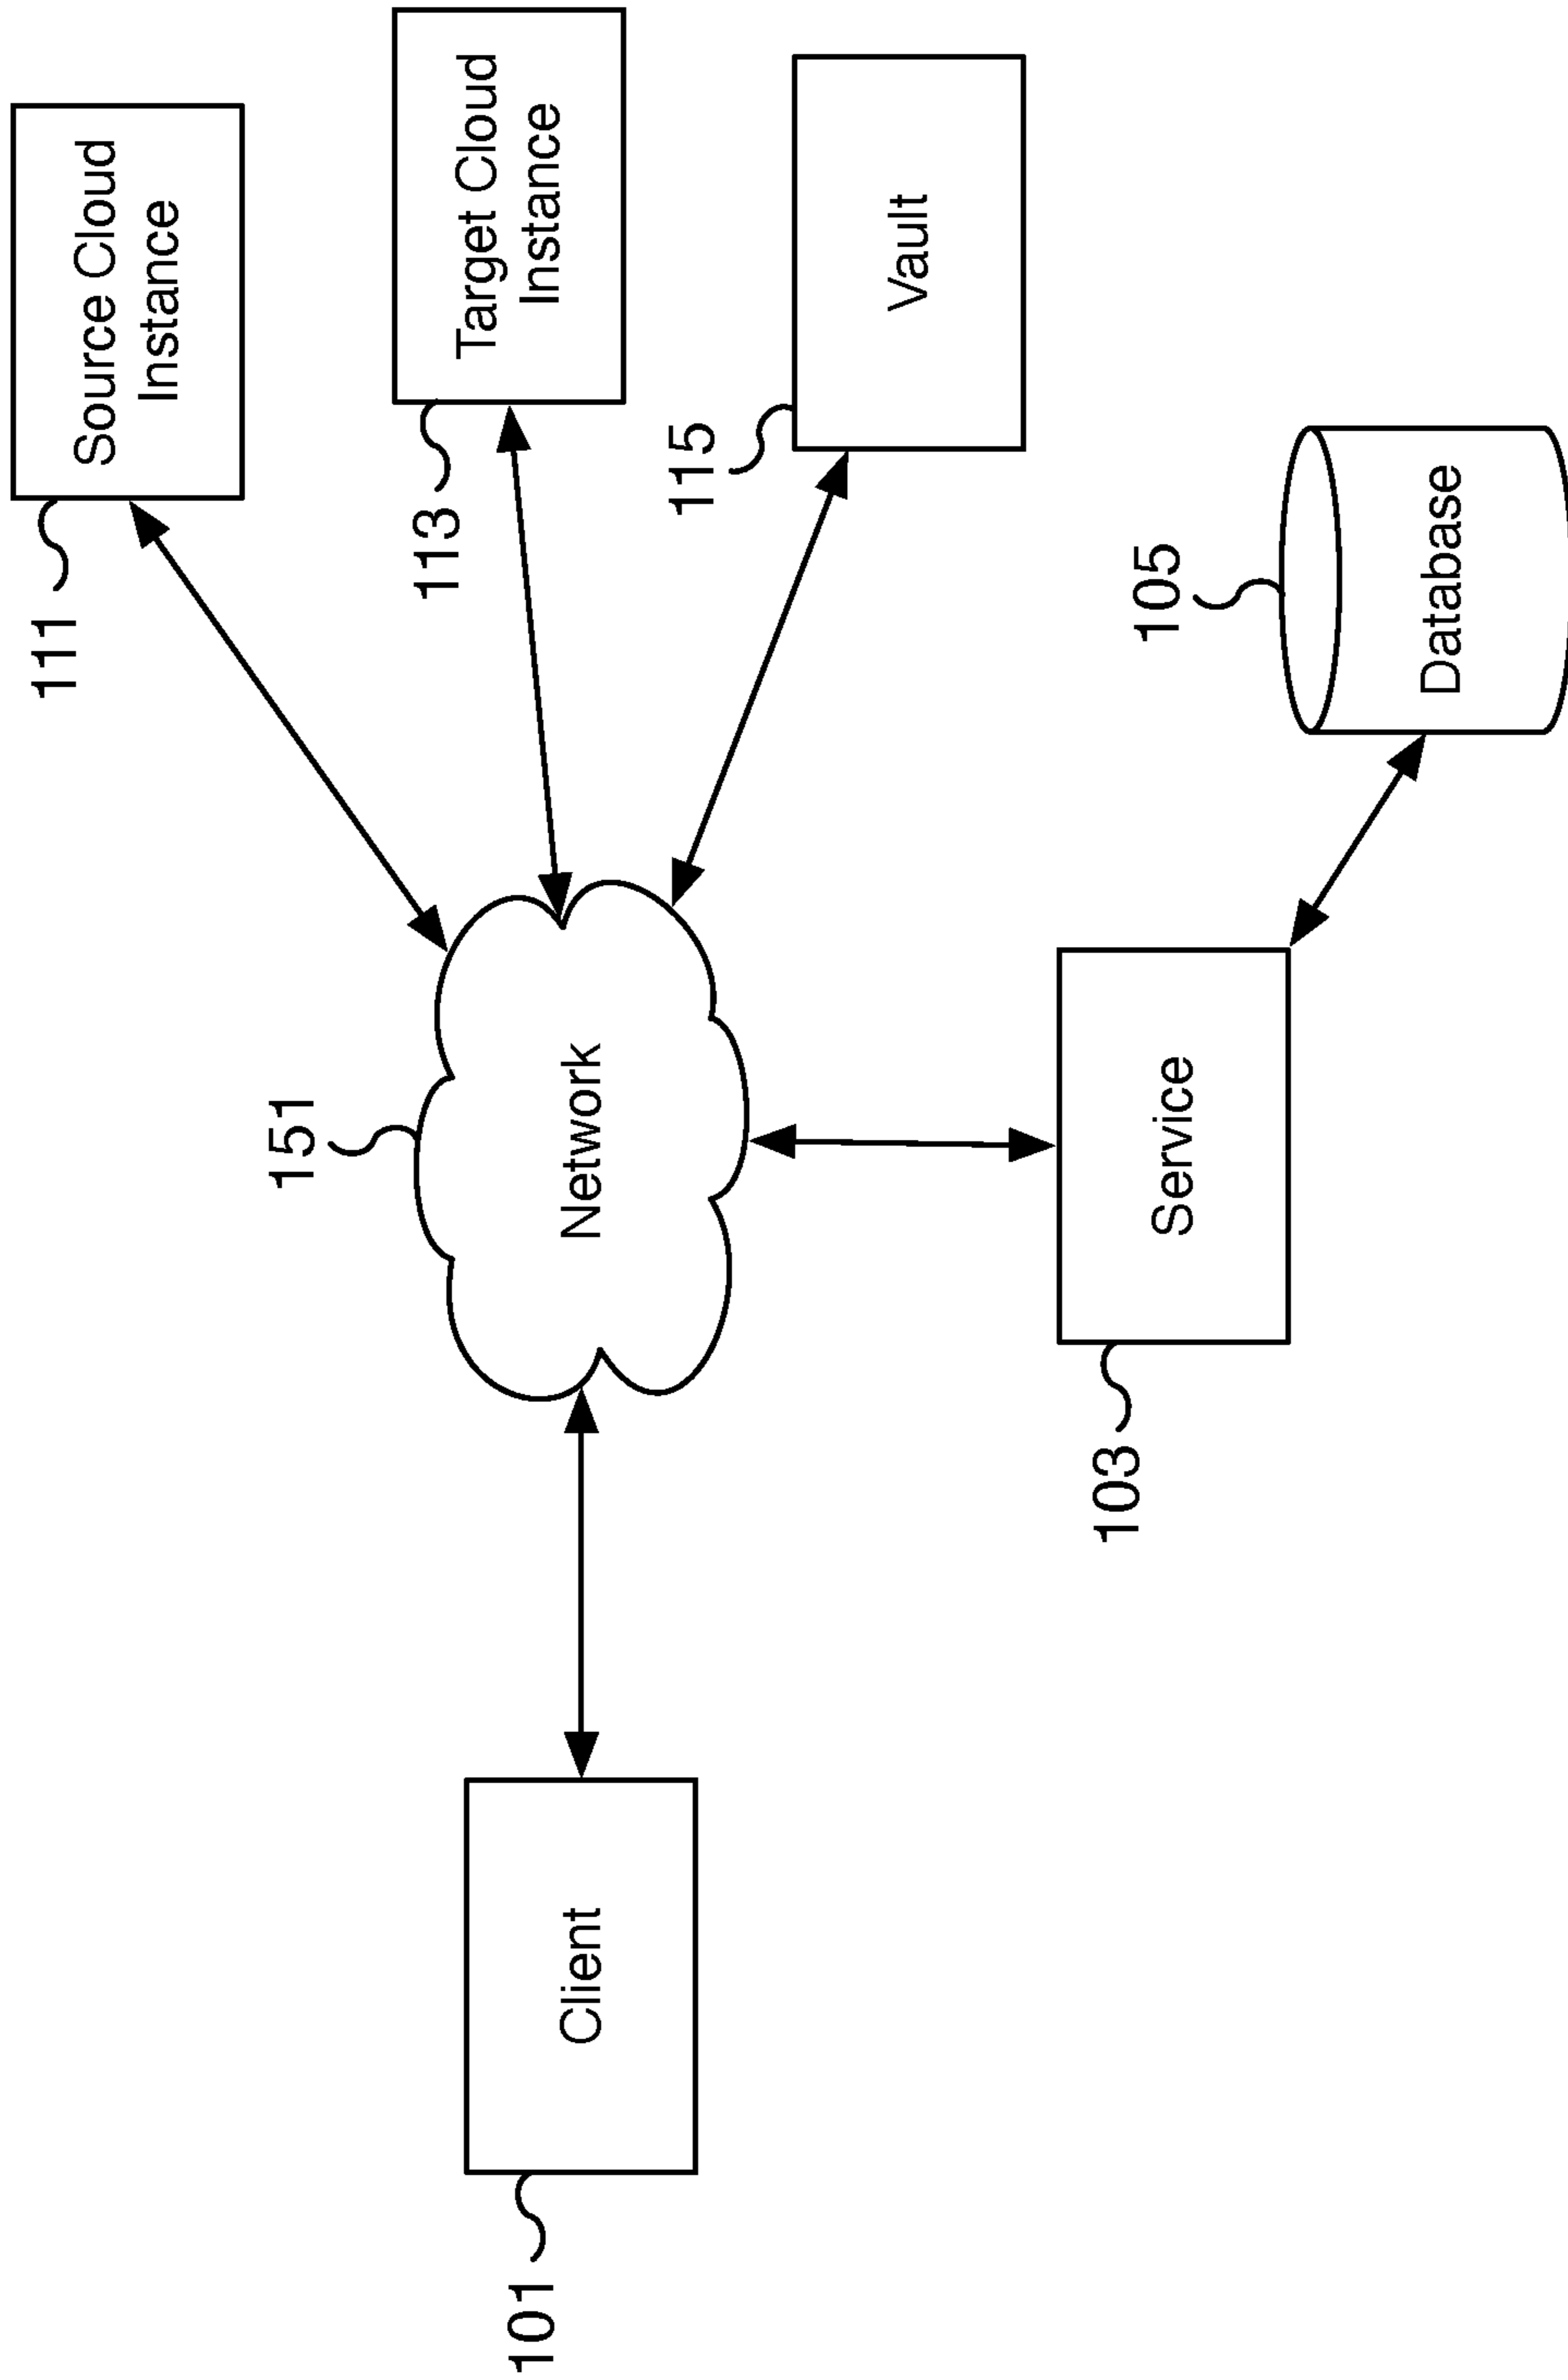 111
Source Cloud
Instance
113
Target Cloud
Instance
151
Network
115
Vault
101
Client
103
Service
105
Database